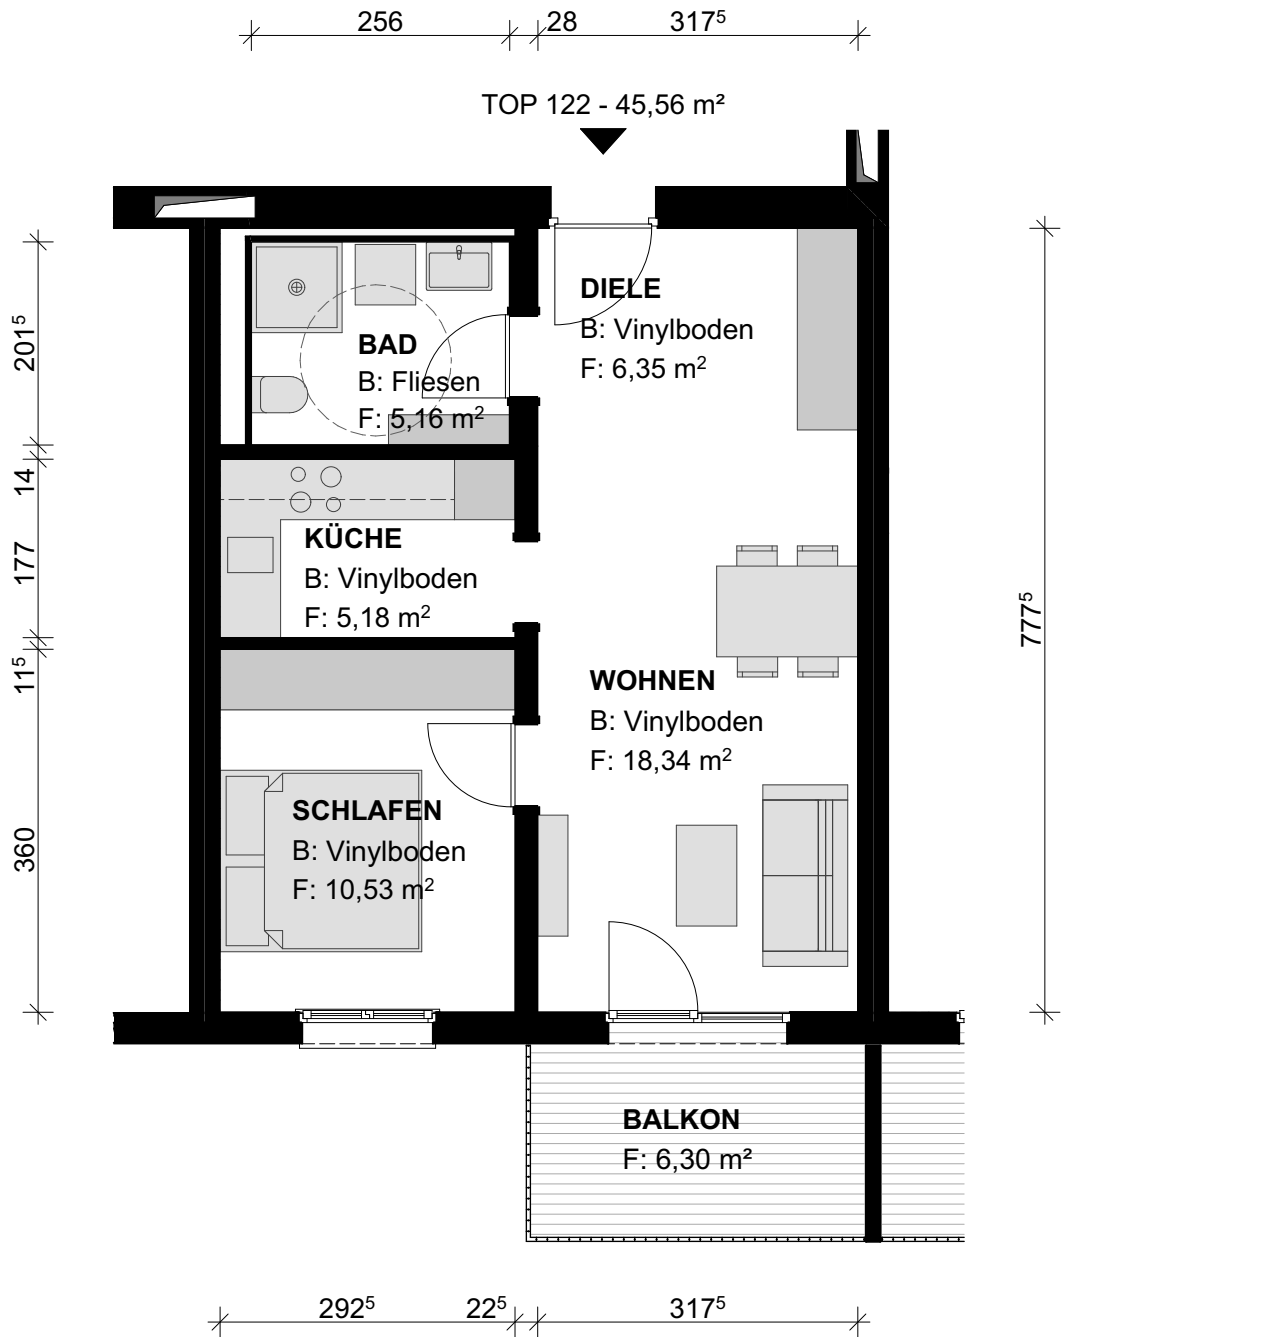 256
28
317⁵
TOP 122 - 45,56 m²
DIELE
B: Vinylboden
F: 6,35 m²
BAD
B: Fliesen
F: 5,16 m²
KÜCHE
B: Vinylboden
F: 5,18 m²
WOHNEN
B: Vinylboden
F: 18,34 m²
SCHLAFEN
B: Vinylboden
F: 10,53 m²
BALKON
F: 6,30 m²
201⁵
14
177
11⁵
360
777⁵
292⁵
22⁵
317⁵